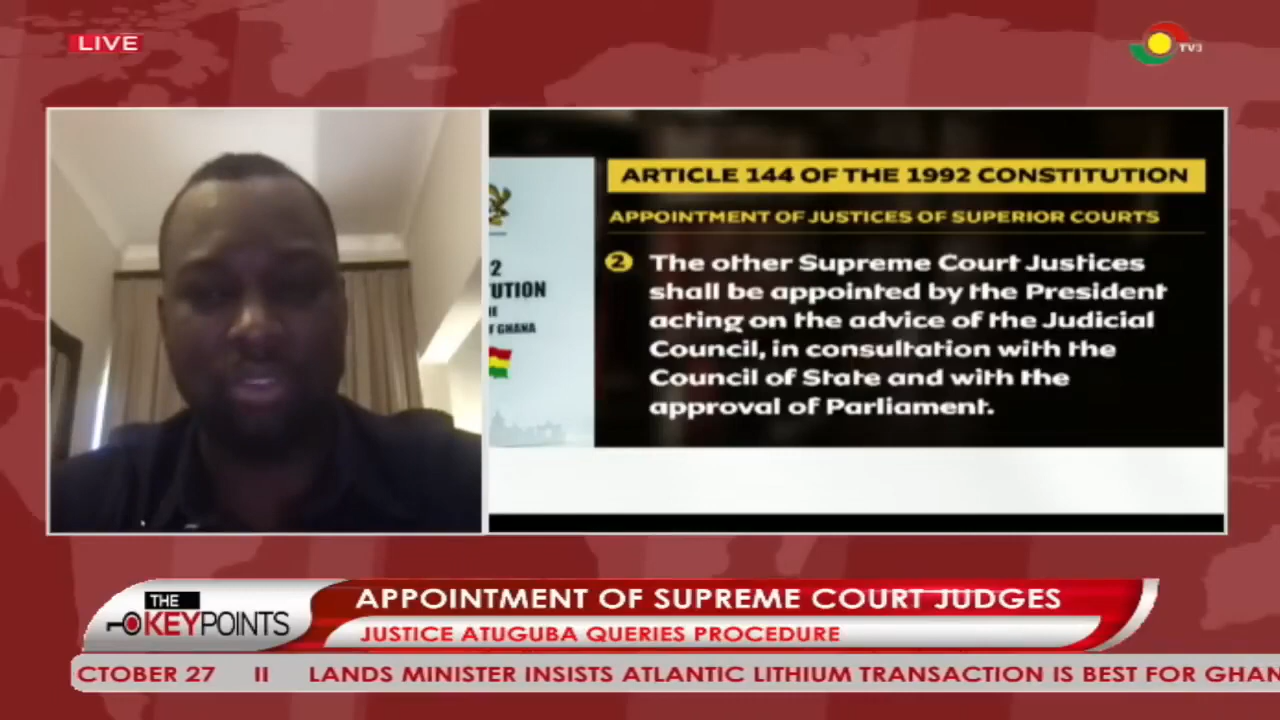 LIVE
TV3
ARTICLE 144 OF THE 1992 CONSTITUTION
APPOINTMENT OF JUSTICES OF SUPERIOR COURTS
2 The other Supreme Court Justices
shall be appointed by the President
acting on the advice of the Judicial
Council, in consultation with the
Council of State and with the
approval of Parliament.
2
UTION
E
F GHANA
THE
KEYPOINTS
APPOINTMENT OF SUPREME COURT JUDGES
JUSTICE ATUGUBA QUERIES PROCEDURE
CTOBER 27 II LANDS MINISTER INSISTS ATLANTIC LITHIUM TRANSACTION IS BEST FOR GHAN